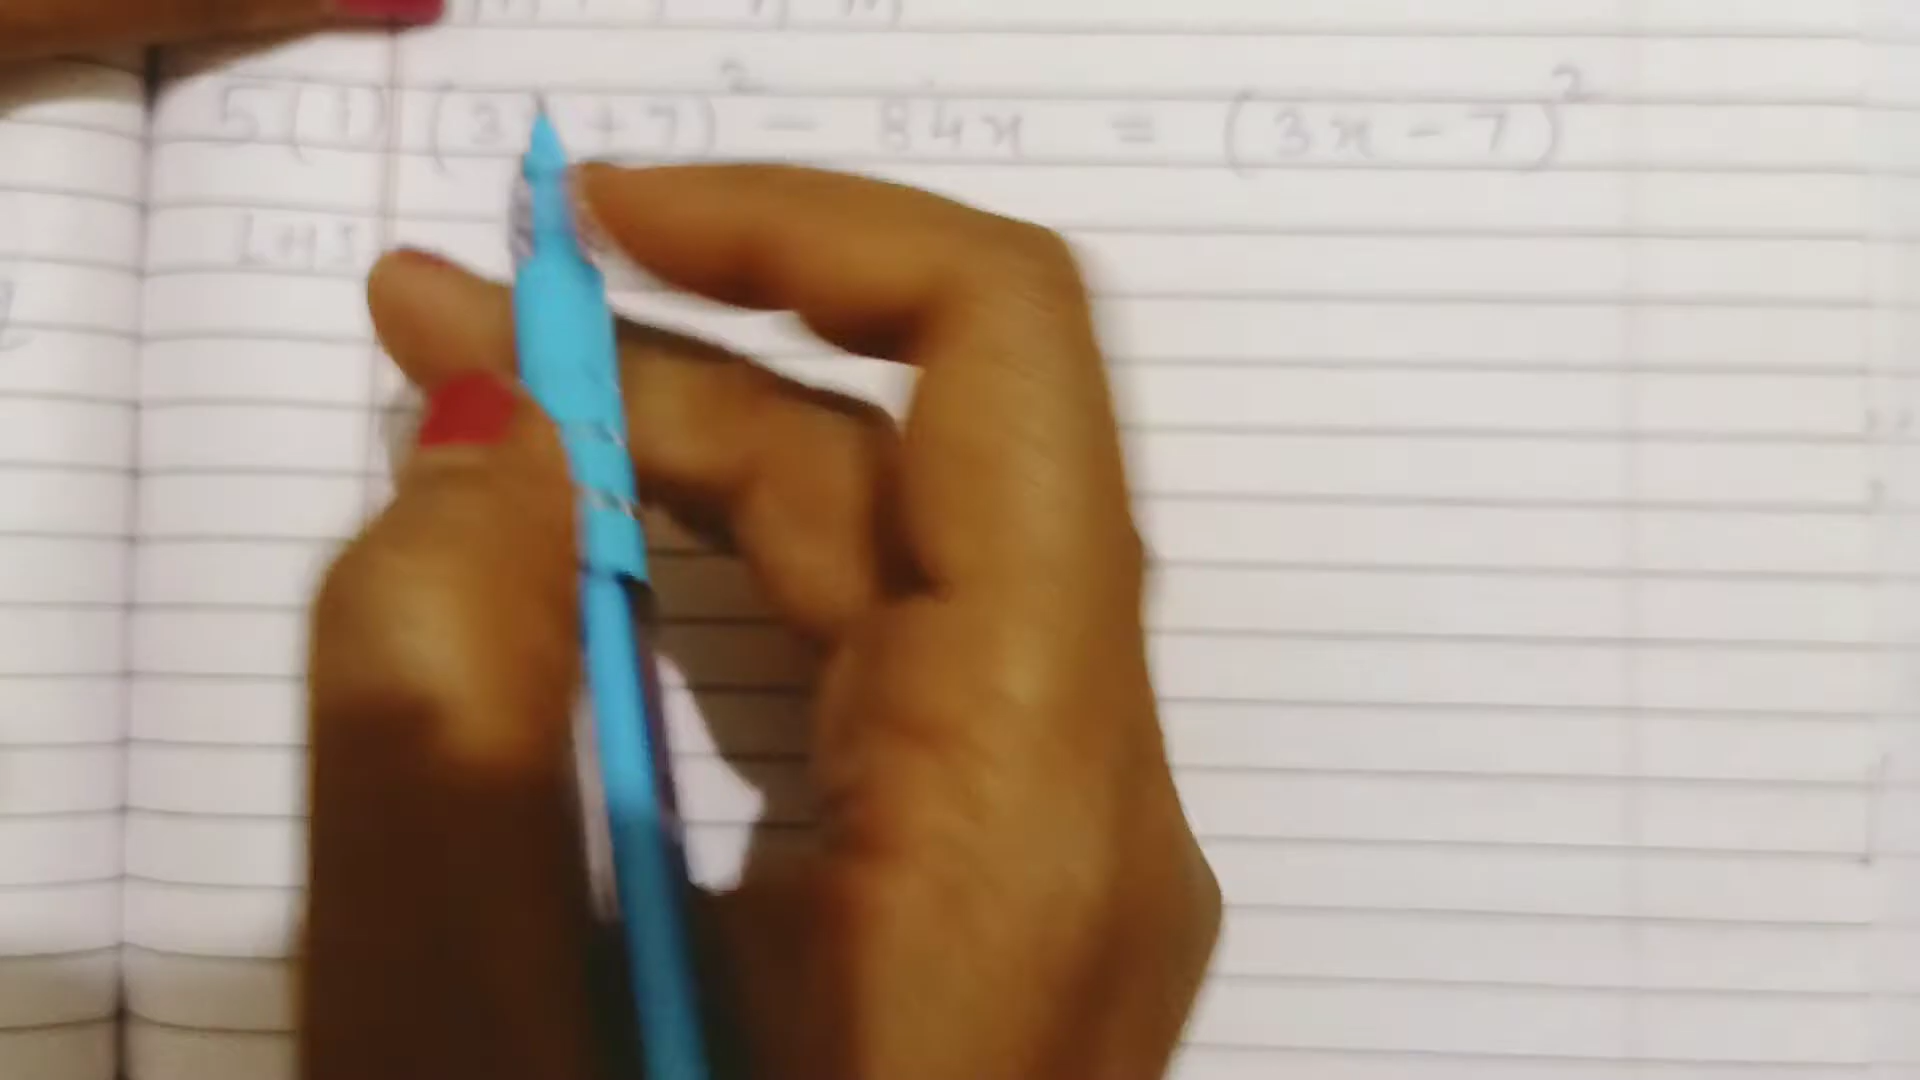 5(i) (3x+7)² - 84x = (3x-7)²
LHS